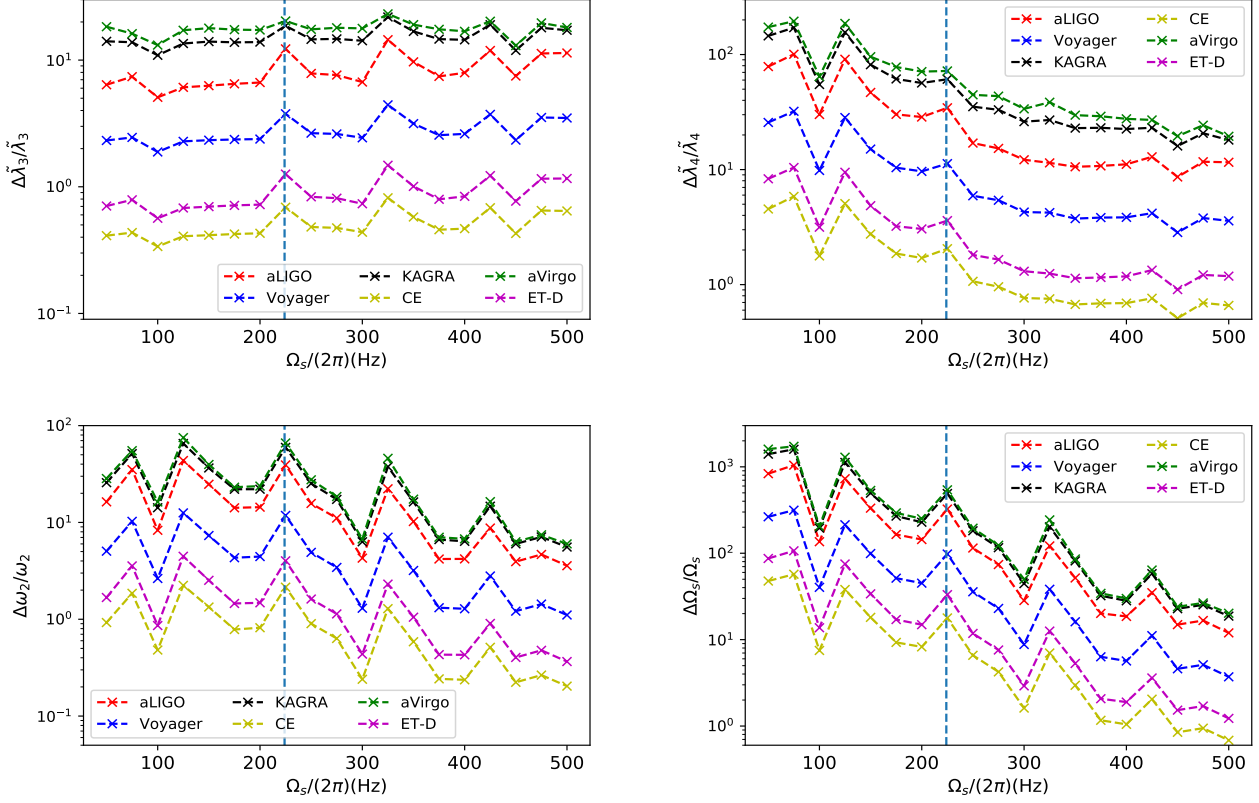 10¹
10⁰
10⁻¹
Δλ̃₃/λ̃₃
aLIGO KAGRA aVirgo
Voyager CE ET-D
100 200 300 400 500
Ωₛ/(2π)(Hz)
10²
10¹
10⁰
Δλ̃₄/λ̃₄
aLIGO CE
Voyager aVirgo
KAGRA ET-D
100 200 300 400 500
Ωₛ/(2π)(Hz)
10²
10¹
10⁰
10⁻¹
Δω₂/ω₂
aLIGO KAGRA aVirgo
Voyager CE ET-D
100 200 300 400 500
Ωₛ/(2π)(Hz)
10³
10²
10¹
10⁰
ΔΩₛ/Ωₛ
aLIGO CE
Voyager aVirgo
KAGRA ET-D
100 200 300 400 500
Ωₛ/(2π)(Hz)